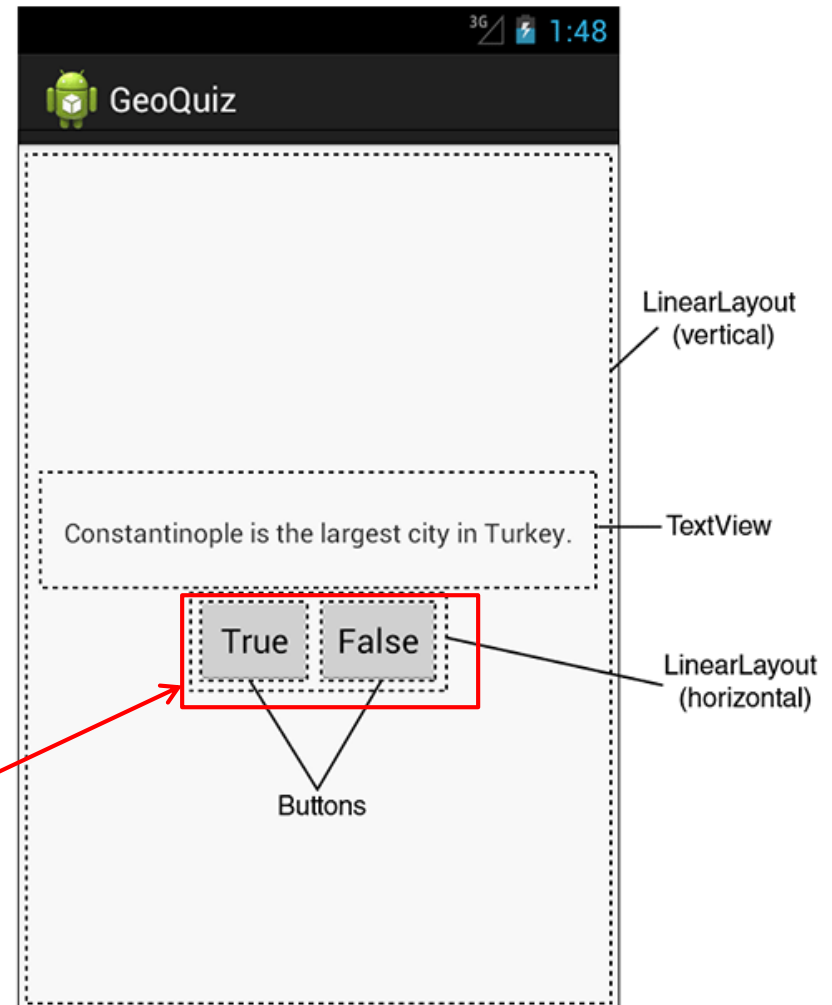 3G 1:48
GeoQuiz
LinearLayout
(vertical)
Constantinople is the largest city in Turkey.
TextView
True False
LinearLayout
(horizontal)
Buttons